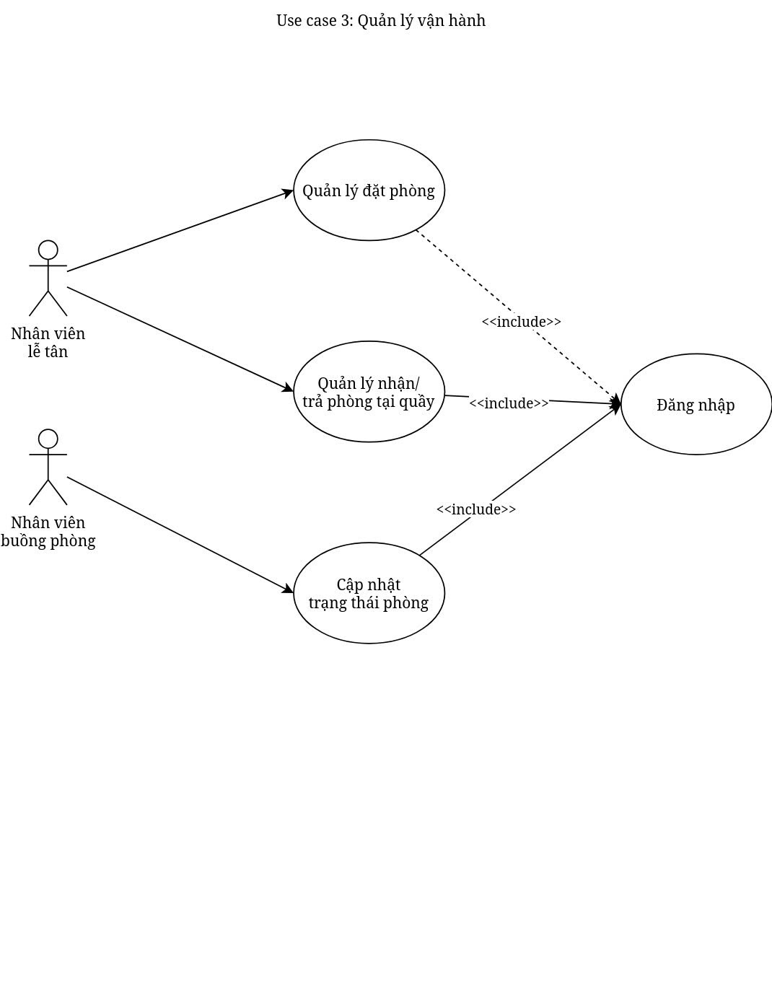 Use case 3: Quản lý vận hành
Quản lý đặt phòng
<<include>>
Nhân viên
lễ tân
Quản lý nhận/
trả phòng tại quầy
<<include>>
Đăng nhập
<<include>>
Nhân viên
buồng phòng
Cập nhật
trạng thái phòng